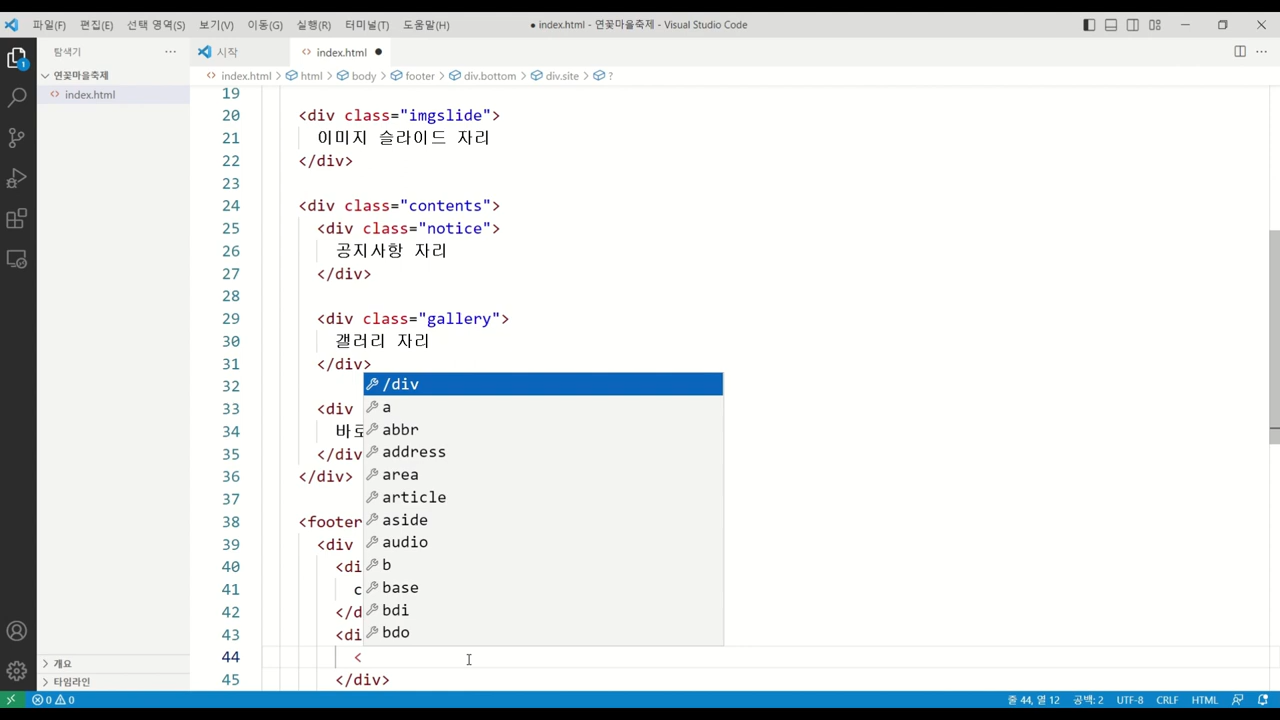 파일(F) 편집(E) 선택 영역(S) 보기(V) 이동(G) 실행(R) 터미널(T) 도움말(H) ● index.html - 연꽃마을축제 - Visual Studio Code
탐색기 ···
시작
<> index.html ●
1
연꽃마을축제
<> index.html
<> index.html > html > body > footer > div.bottom > div.site > ?
19
20 <div class="imgslide">
21 이미지 슬라이드 자리
22 </div>
23
24 <div class="contents">
25 <div class="notice">
26 공지사항 자리
27 </div>
28
29 <div class="gallery">
30 갤러리 자리
31 </div>
32
33 <div
34 바로
35 </div
36 </div>
37
38 <footer
39 <div
40 <di
41 c
42 </d
43 <di
44 <
45 </div>
/div
a
abbr
address
area
article
aside
audio
b
base
bdi
bdo
개요
타임라인
0 0 줄 44, 열 12 공백: 2 UTF-8 CRLF HTML